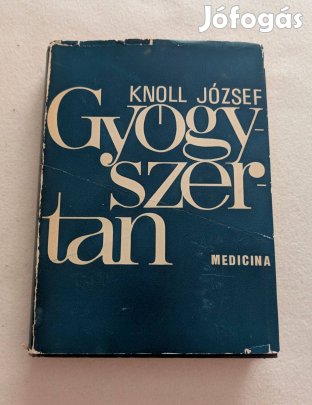 Jófogás
KNOLL JÓZSEF
Gyógy-
szer-
tan
MEDICINA